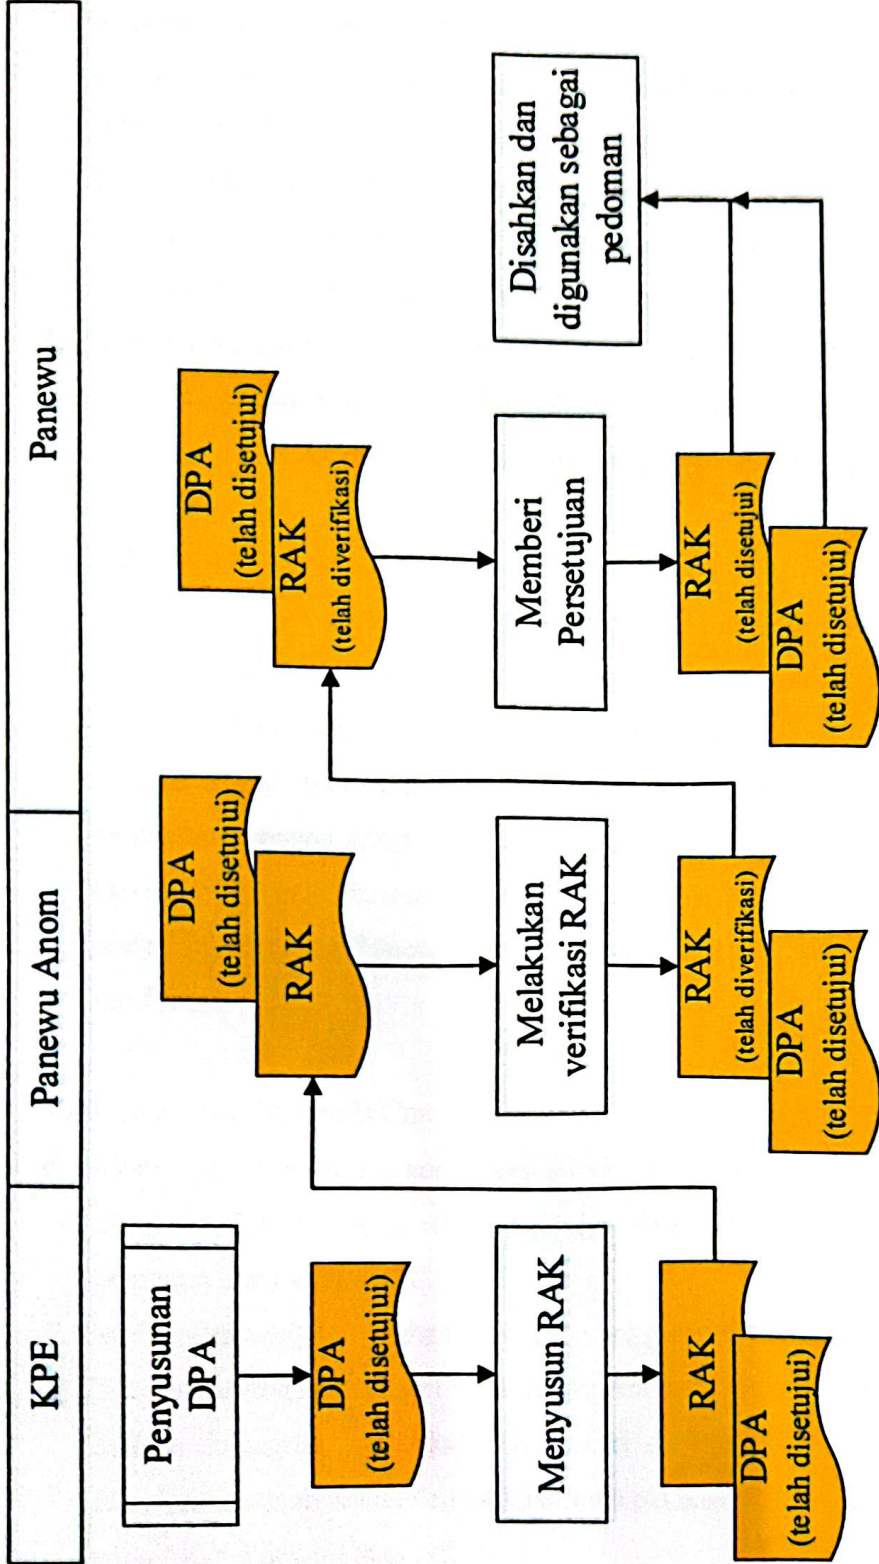 KPE
Panewu Anom
Panewu
Penyusunan
DPA
DPA
(telah disetujui)
Menyusun RAK
RAK
DPA
(telah disetujui)
DPA
(telah disetujui)
RAK
Melakukan
verifikasi RAK
RAK
(telah diverifikasi)
DPA
(telah disetujui)
DPA
(telah disetujui)
RAK
(telah diverifikasi)
Memberi
Persetujuan
RAK
(telah disetujui)
DPA
(telah disetujui)
Disahkan dan
digunakan sebagai
pedoman